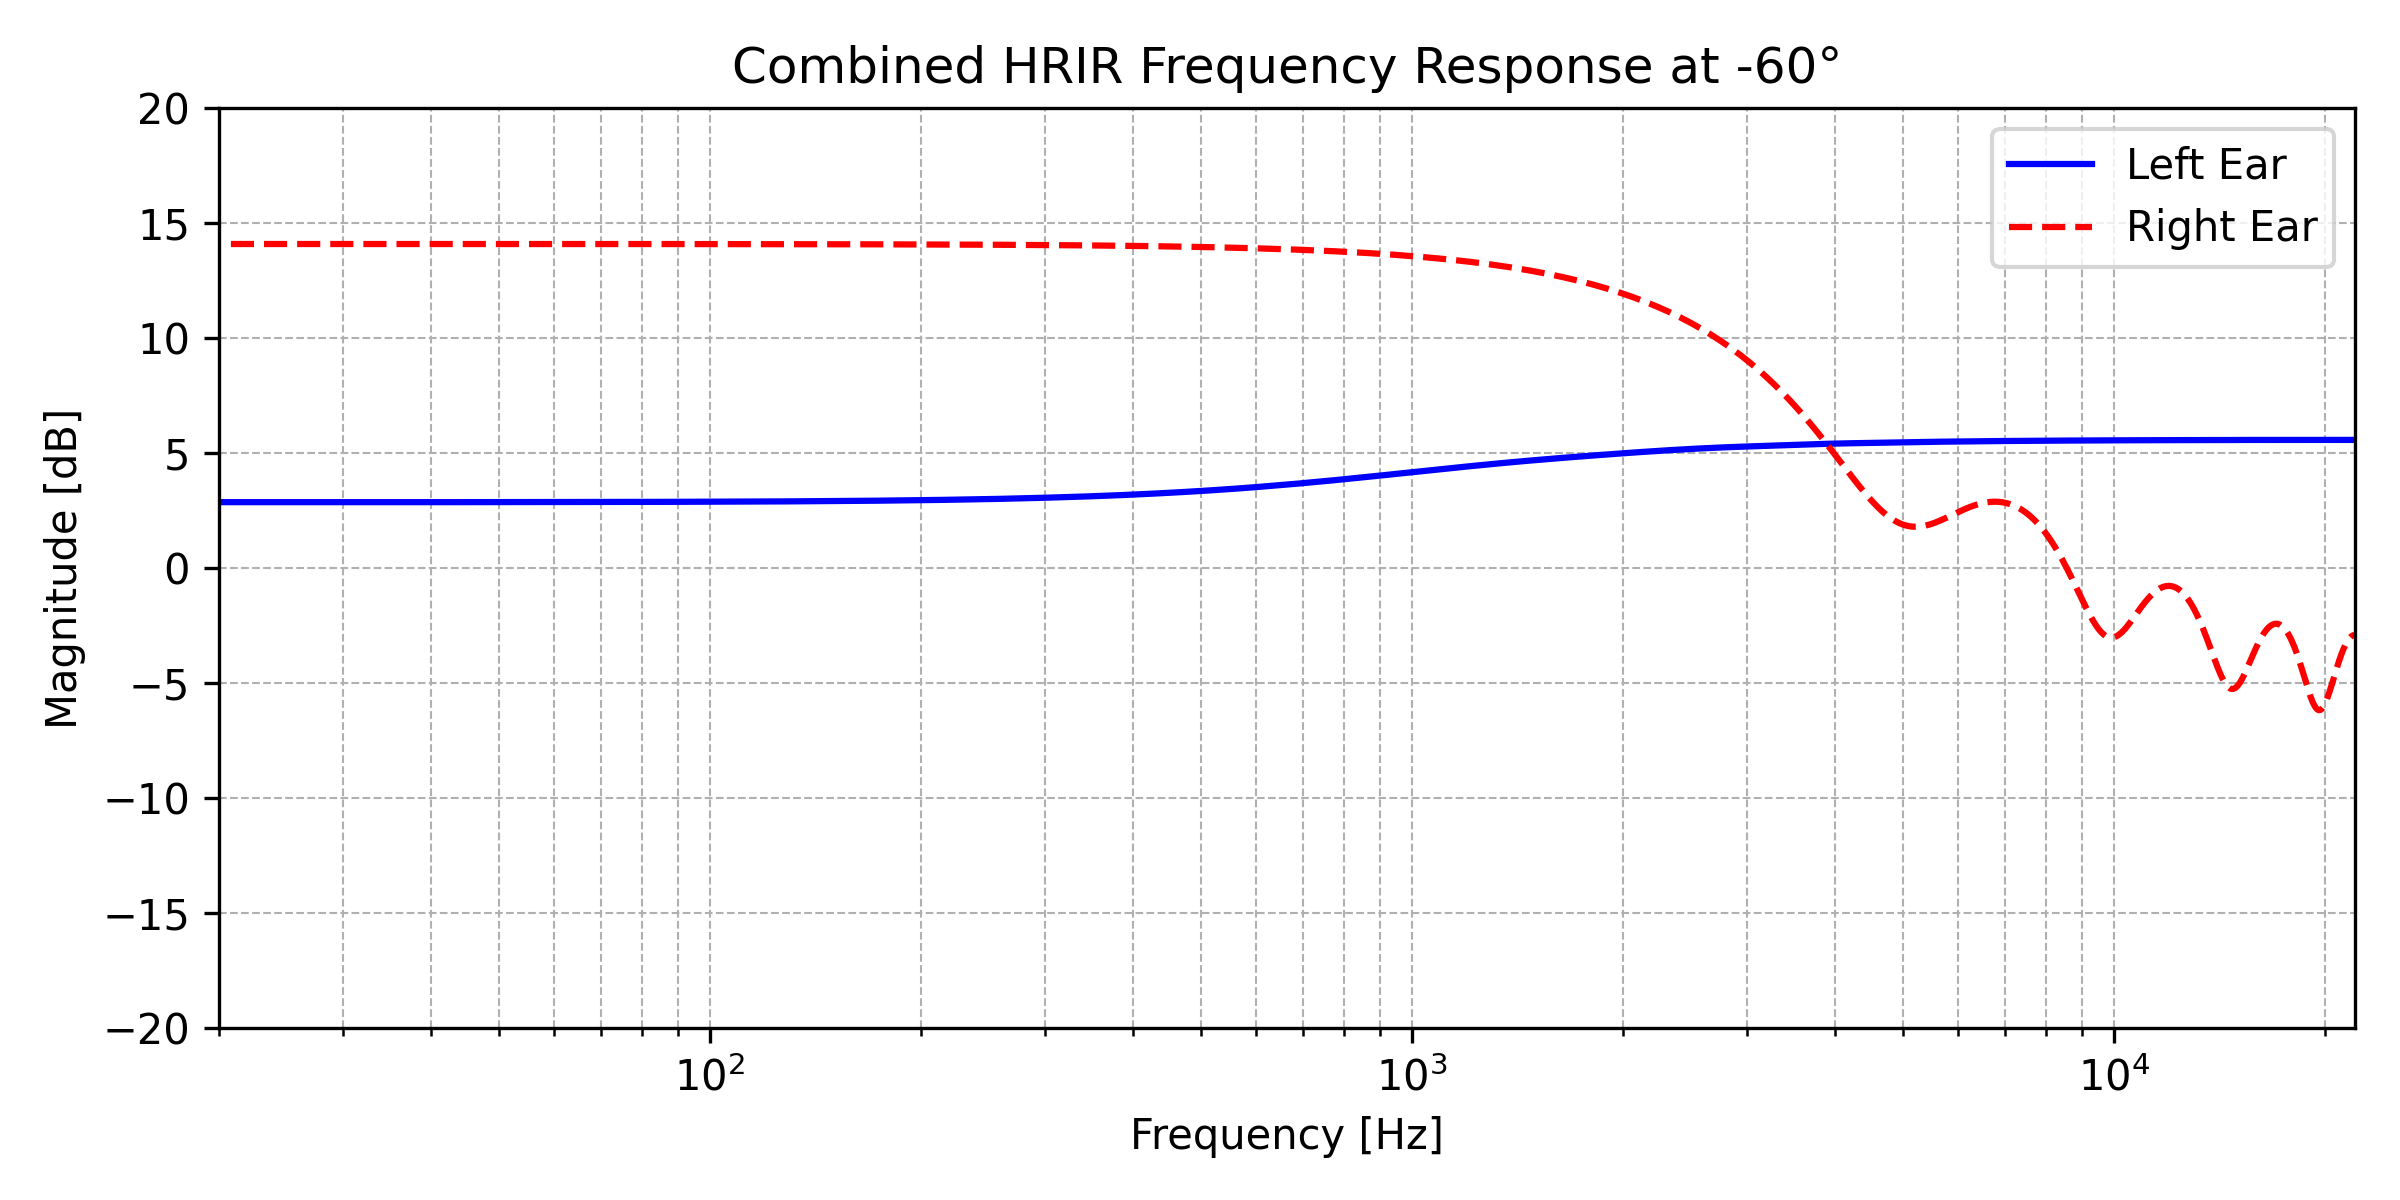 Combined HRIR Frequency Response at -60°
20
15
10
5
0
−5
−10
−15
−20
Magnitude [dB]
Left Ear
Right Ear
10²
10³
10⁴
Frequency [Hz]